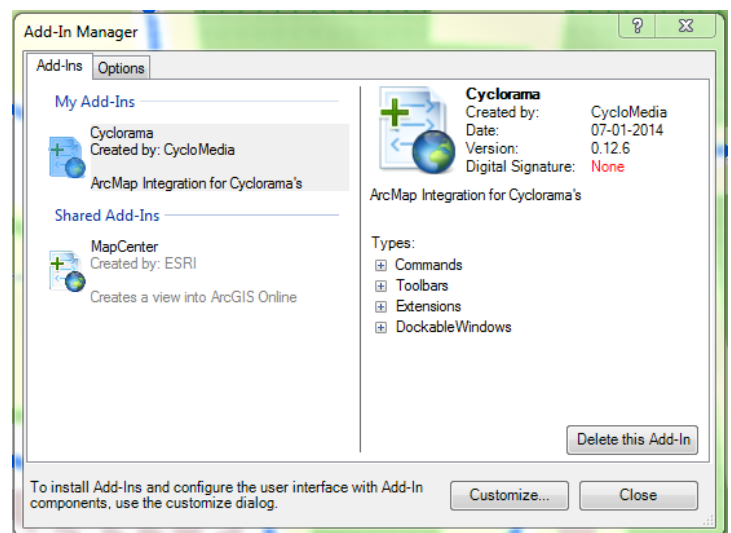 Add-In Manager
Add-Ins
Options
My Add-Ins
Cyclorama
Created by: CycloMedia
ArcMap Integration for Cyclorama's
Shared Add-Ins
MapCenter
Created by: ESRI
Creates a view into ArcGIS Online
Cyclorama
Created by: CycloMedia
Date: 07-01-2014
Version: 0.12.6
Digital Signature: None
ArcMap Integration for Cyclorama's
Types:
Commands
Toolbars
Extensions
DockableWindows
Delete this Add-In
To install Add-Ins and configure the user interface with Add-In
components, use the customize dialog.
Customize...
Close